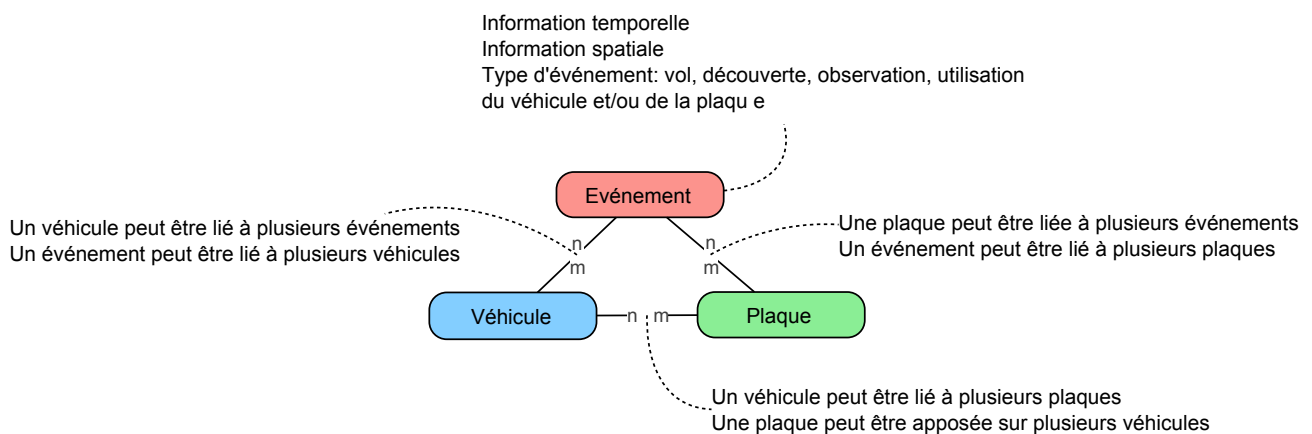 Information temporelle
Information spatiale
Type d'événement: vol, découverte, observation, utilisation
du véhicule et/ou de la plaqu e
Evénement
Un véhicule peut être lié à plusieurs événements
Un événement peut être lié à plusieurs véhicules
n
m
n
m
Une plaque peut être liée à plusieurs événements
Un événement peut être lié à plusieurs plaques
Véhicule
n m
Plaque
Un véhicule peut être lié à plusieurs plaques
Une plaque peut être apposée sur plusieurs véhicules